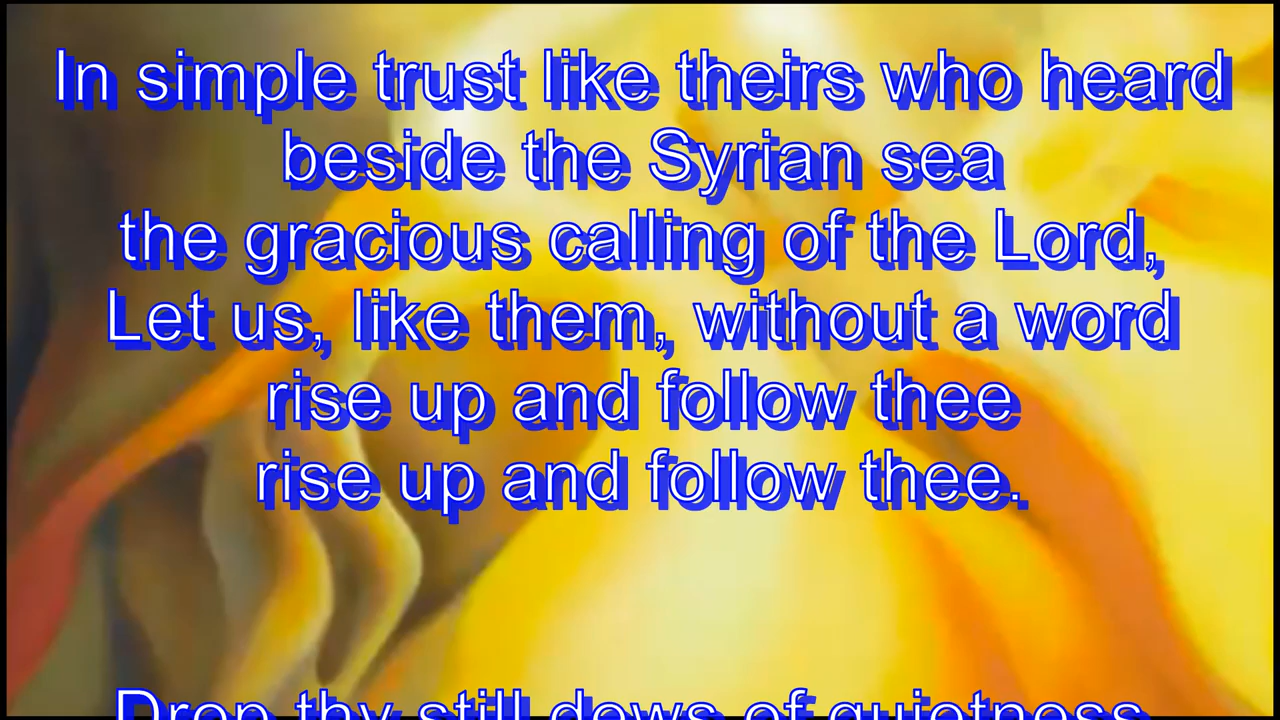 In simple trust like theirs who heard
beside the Syrian sea
the gracious calling of the Lord,
Let us, like them, without a word
rise up and follow thee
rise up and follow thee.
Drop thy still dews of quietness